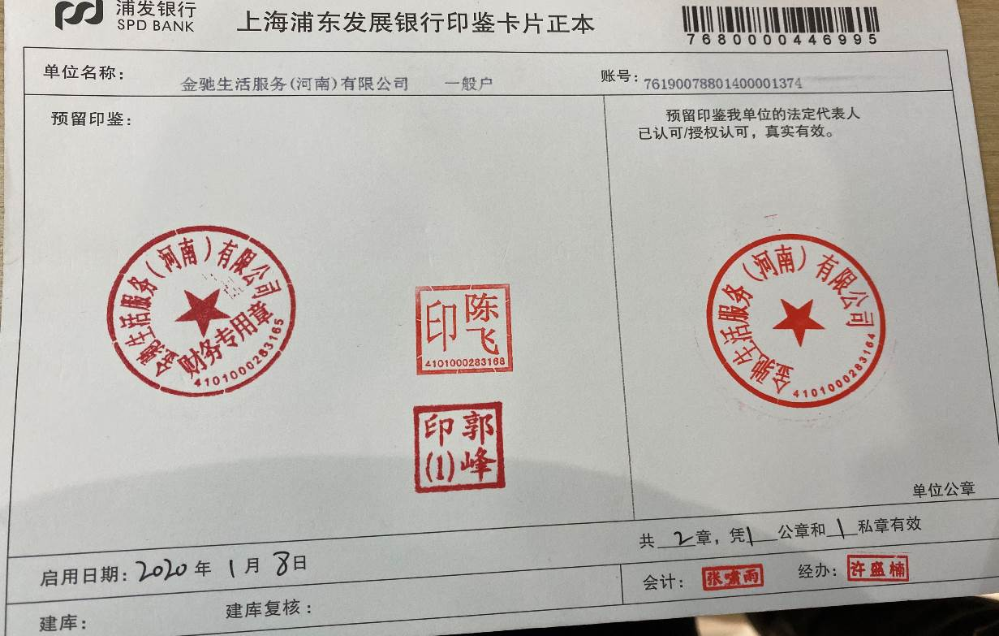 浦发银行
SPD BANK
上海浦东发展银行印鉴卡片正本
7680000446995
单位名称：
金驰生活服务(河南)有限公司 一般户
账号：76190078801400001374
预留印鉴：
预留印鉴我单位的法定代表人
已认可/授权认可，真实有效。
金驰生活服务（河南）有限公司
财务专用章
4101000283165
陈飞印
4101000283168
郭峰印(1)
金驰生活服务（河南）有限公司
4101000283164
单位公章
共2章，凭1公章和1私章有效
启用日期：2020年1月8日
会计：张啸雨
经办：许盛楠
建库：
建库复核：